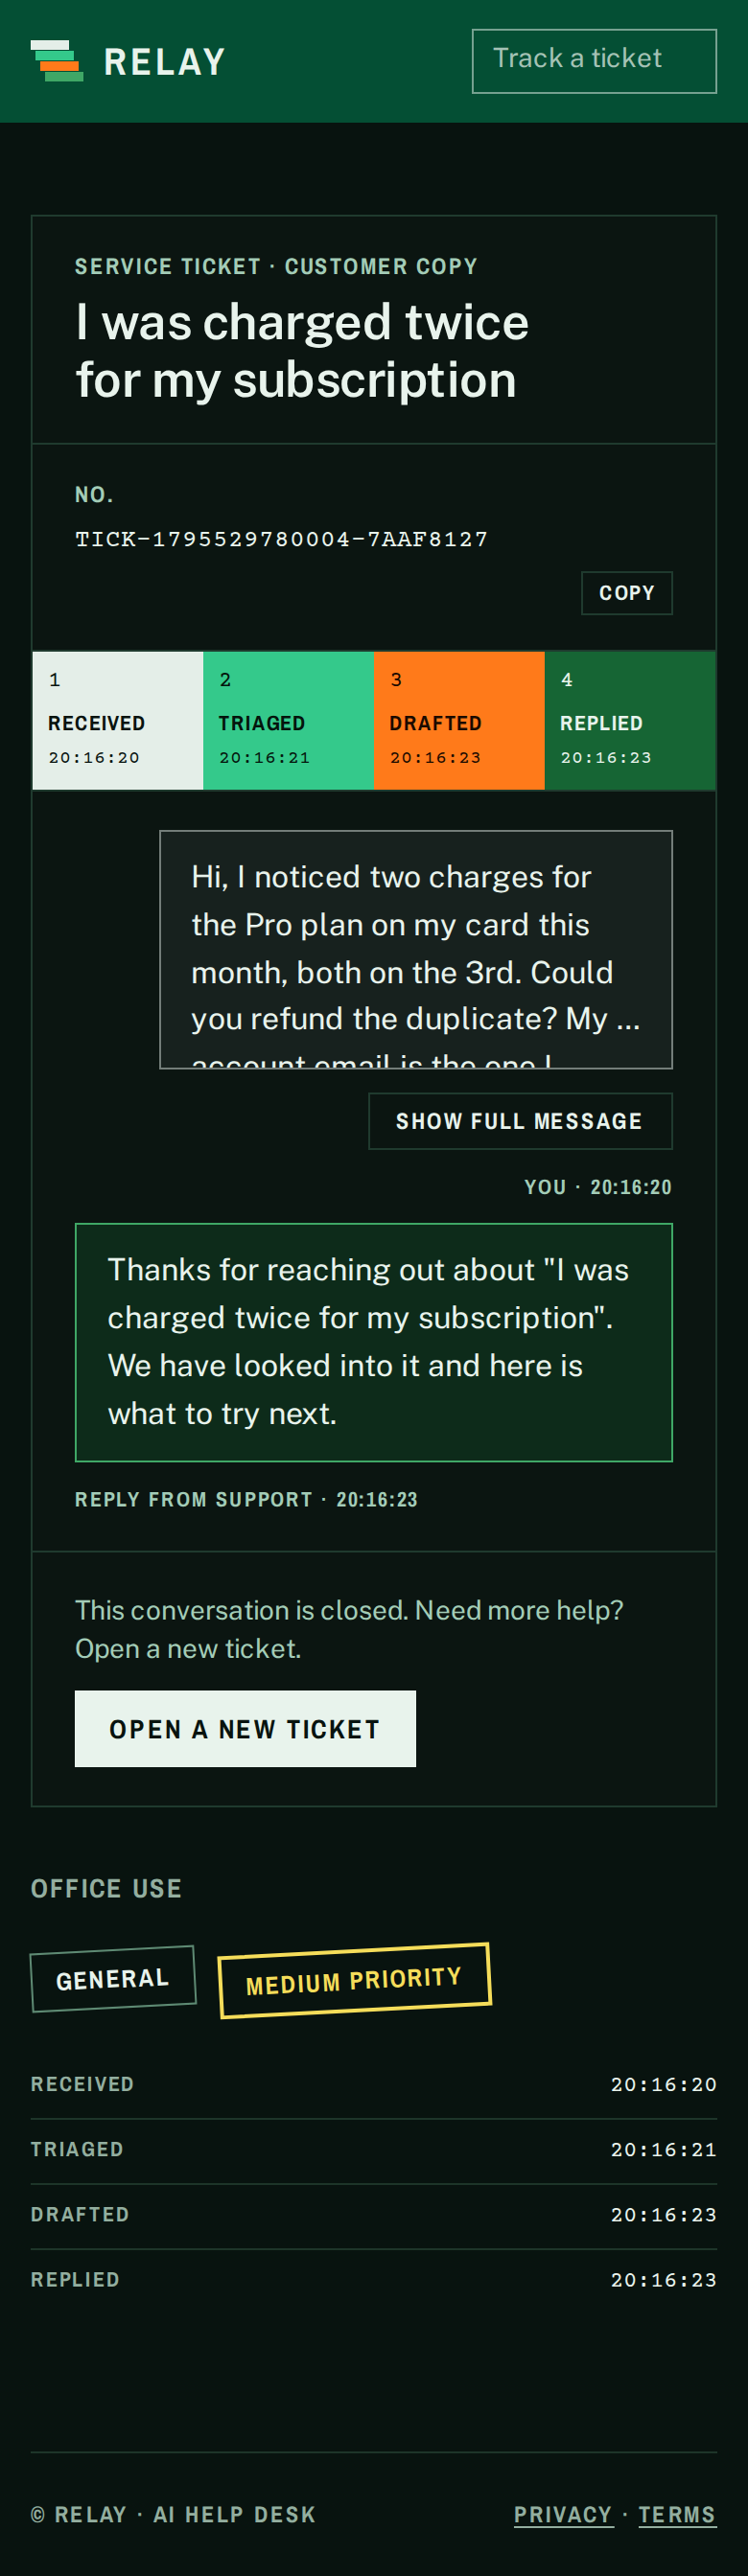 RELAY
Track a ticket
SERVICE TICKET · CUSTOMER COPY
I was charged twice
for my subscription
NO.
TICK-1795529780004-7AAF8127
COPY
1
RECEIVED
20:16:20
2
TRIAGED
20:16:21
3
DRAFTED
20:16:23
4
REPLIED
20:16:23
Hi, I noticed two charges for
the Pro plan on my card this
month, both on the 3rd. Could
you refund the duplicate? My ...
account email is the one I
SHOW FULL MESSAGE
YOU · 20:16:20
Thanks for reaching out about "I was
charged twice for my subscription".
We have looked into it and here is
what to try next.
REPLY FROM SUPPORT · 20:16:23
This conversation is closed. Need more help?
Open a new ticket.
OPEN A NEW TICKET
OFFICE USE
GENERAL
MEDIUM PRIORITY
RECEIVED 20:16:20
TRIAGED 20:16:21
DRAFTED 20:16:23
REPLIED 20:16:23
© RELAY · AI HELP DESK
PRIVACY · TERMS